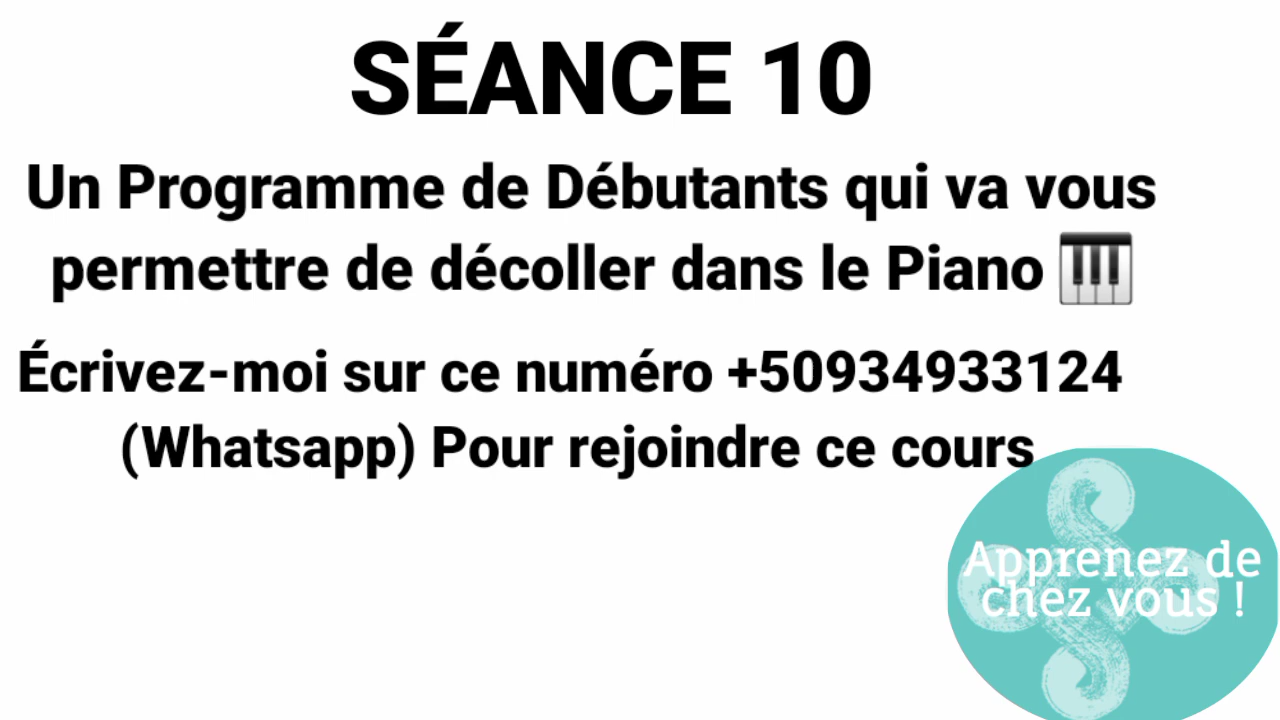 SÉANCE 10
Un Programme de Débutants qui va vous
permettre de décoller dans le Piano 🎹
Écrivez-moi sur ce numéro +50934933124
(Whatsapp) Pour rejoindre ce cours
Apprenez de
chez vous !